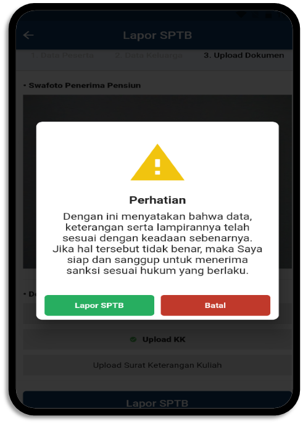 Lapor SPTB
3. Upload Dokumen
• Swafoto Penerima Pensiun
Perhatian
Dengan ini menyatakan bahwa data,
keterangan serta lampirannya telah
sesuai dengan keadaan sebenarnya.
Jika hal tersebut tidak benar, maka Saya
siap dan sanggup untuk menerima
sanksi sesuai hukum yang berlaku.
Lapor SPTB Batal
Upload KK
Upload Surat Keterangan Kuliah
Lapor SPTB